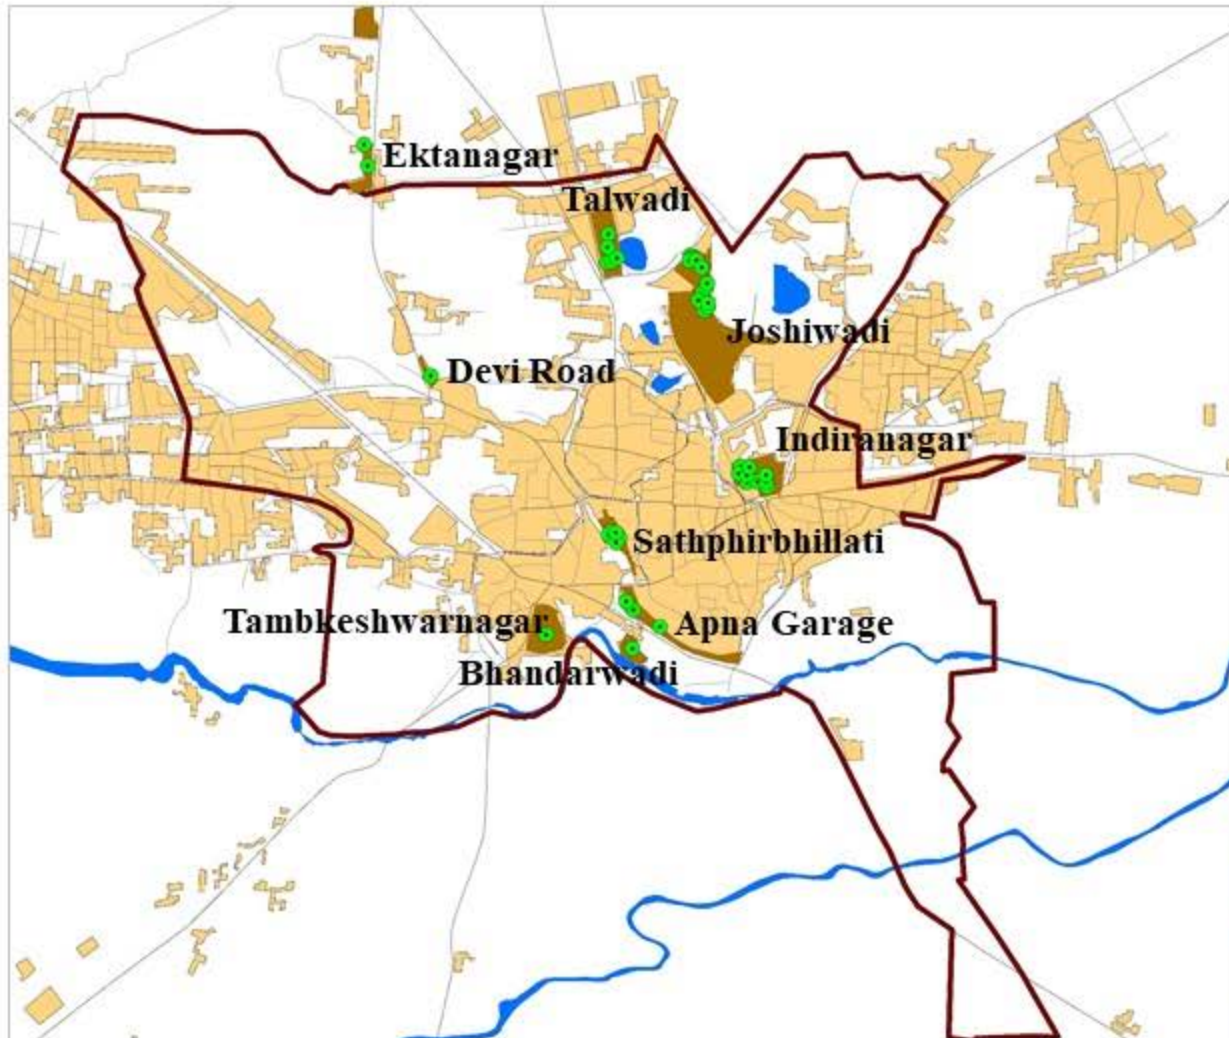 Ektanagar
Talwadi
Joshiwadi
Devi Road
Indiranagar
Sathphirbhillati
Tambkeshwarnagar
Apna Garage
Bhandarwadi